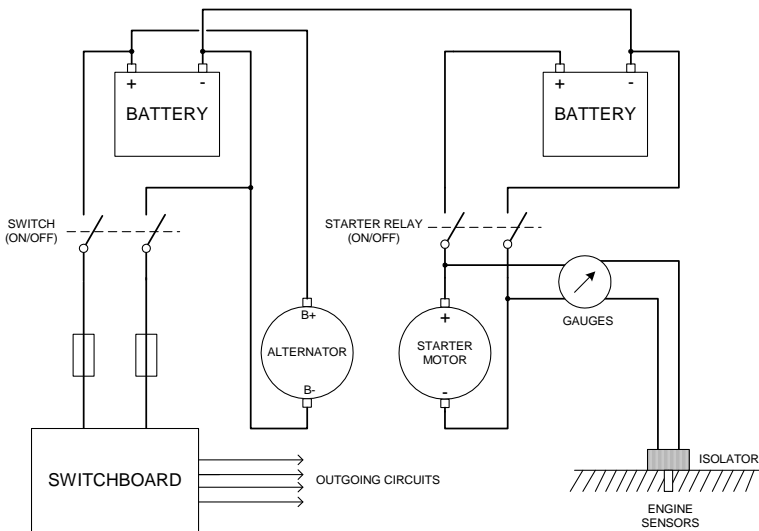 + -
BATTERY
+ -
BATTERY
SWITCH
(ON/OFF)
STARTER RELAY
(ON/OFF)
GAUGES
B+
ALTERNATOR
B-
+
STARTER
MOTOR
-
SWITCHBOARD
OUTGOING CIRCUITS
ISOLATOR
ENGINE
SENSORS